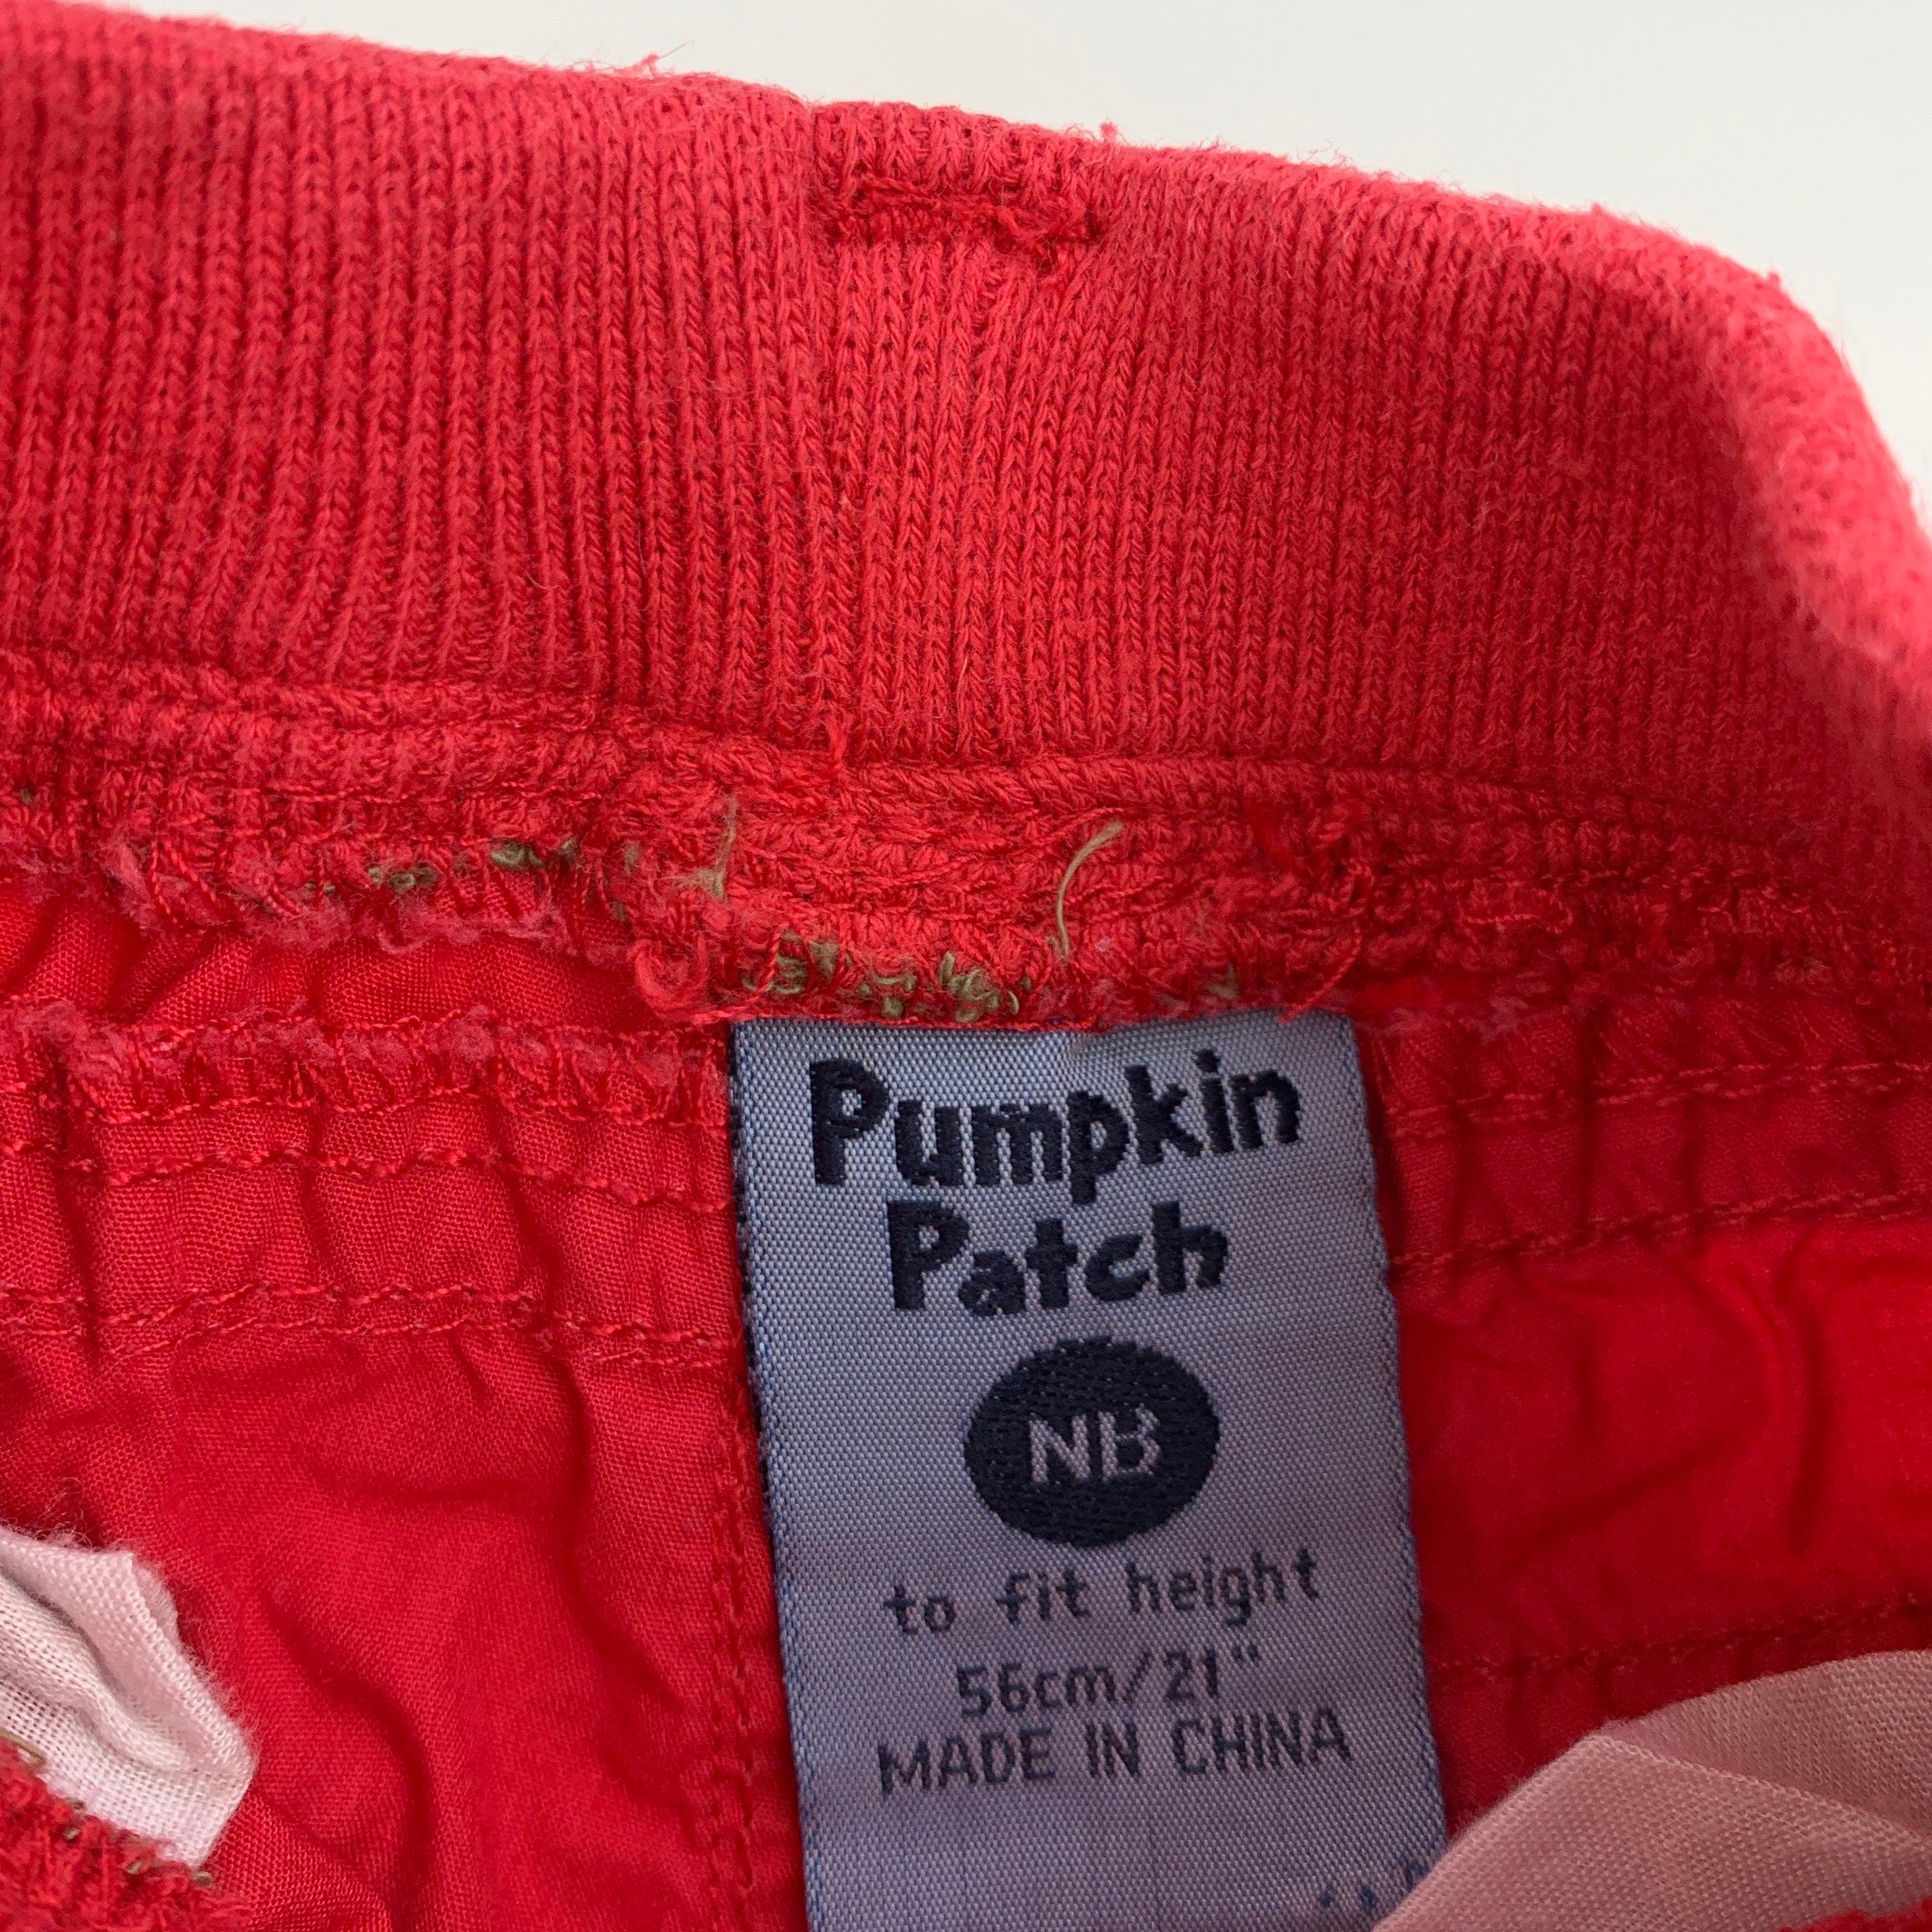 Pumpkin
Patch
NB
to fit height
56cm/21"
MADE IN CHINA